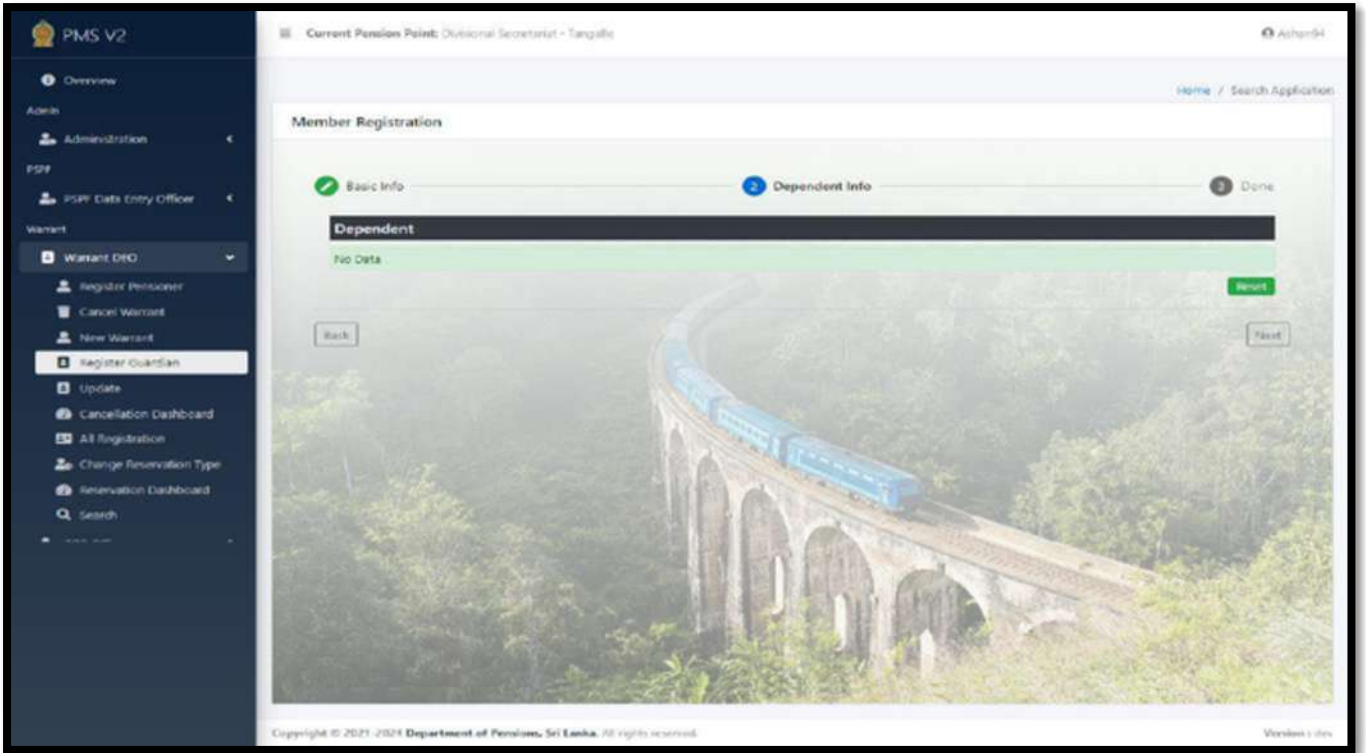 PMS V2
Current Pension Point: Divisional Secretariat - Tangalle
Ashan94
Overview
Home / Search Application
Admin
Member Registration
Administration
PSPF
Basic Info
2 Dependent Info
3 Done
PSPF Data Entry Officer
Dependent
Warrant
No Data
Warrant DEO
Reset
Register Pensioner
Cancel Warrant
Back
Next
New Warrant
Register Guardian
Update
Cancellation Dashboard
All Registration
Change Reservation Type
Reservation Dashboard
Search
Copyright © 2021-2024 Department of Pensions, Sri Lanka. All rights reserved.
Version : dev